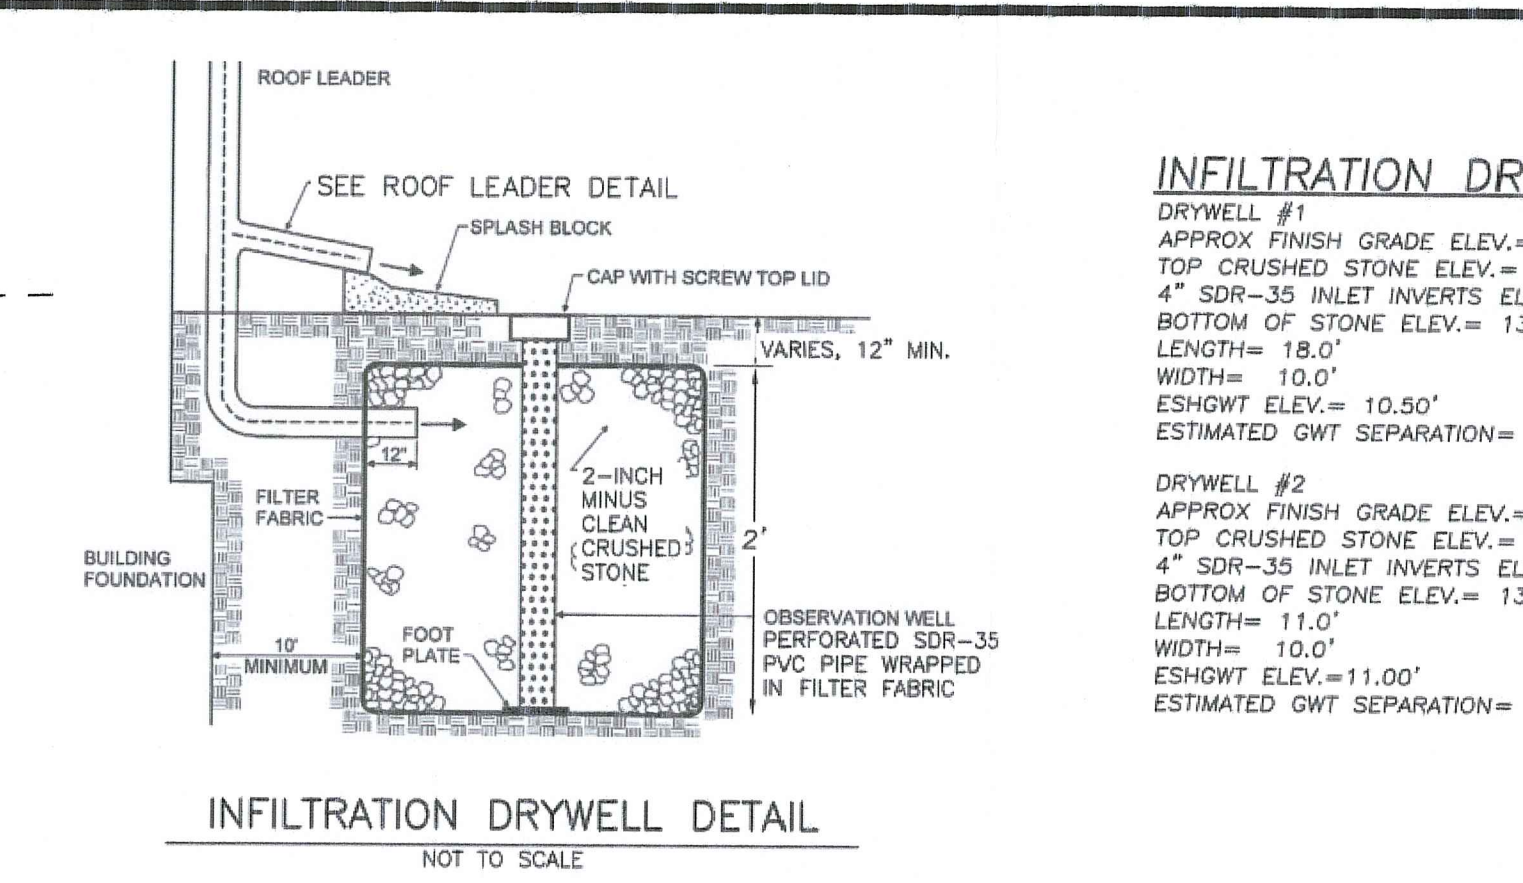 ROOF LEADER
SEE ROOF LEADER DETAIL
SPLASH BLOCK
CAP WITH SCREW TOP LID
VARIES, 12" MIN.
12"
2-INCH
MINUS
CLEAN
CRUSHED
STONE
FILTER
FABRIC
2'
BUILDING
FOUNDATION
OBSERVATION WELL
PERFORATED SDR-35
PVC PIPE WRAPPED
IN FILTER FABRIC
FOOT
PLATE
10'
MINIMUM
INFILTRATION DRYWELL DETAIL
NOT TO SCALE
INFILTRATION DR
DRYWELL #1
APPROX FINISH GRADE ELEV.=
TOP CRUSHED STONE ELEV.=
4" SDR-35 INLET INVERTS EL
BOTTOM OF STONE ELEV.= 13
LENGTH= 18.0'
WIDTH= 10.0'
ESHGWT ELEV.= 10.50'
ESTIMATED GWT SEPARATION=
DRYWELL #2
APPROX FINISH GRADE ELEV.=
TOP CRUSHED STONE ELEV.=
4" SDR-35 INLET INVERTS EL
BOTTOM OF STONE ELEV.= 13
LENGTH= 11.0'
WIDTH= 10.0'
ESHGWT ELEV.=11.00'
ESTIMATED GWT SEPARATION=